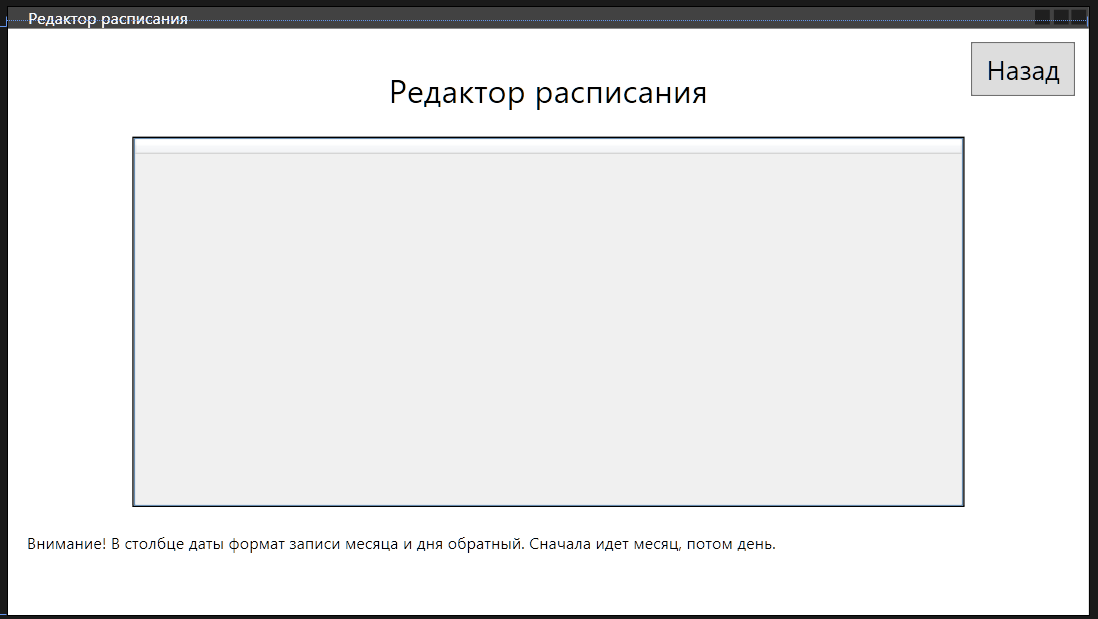 Редактор расписания
Назад
Редактор расписания
Внимание! В столбце даты формат записи месяца и дня обратный. Сначала идет месяц, потом день.